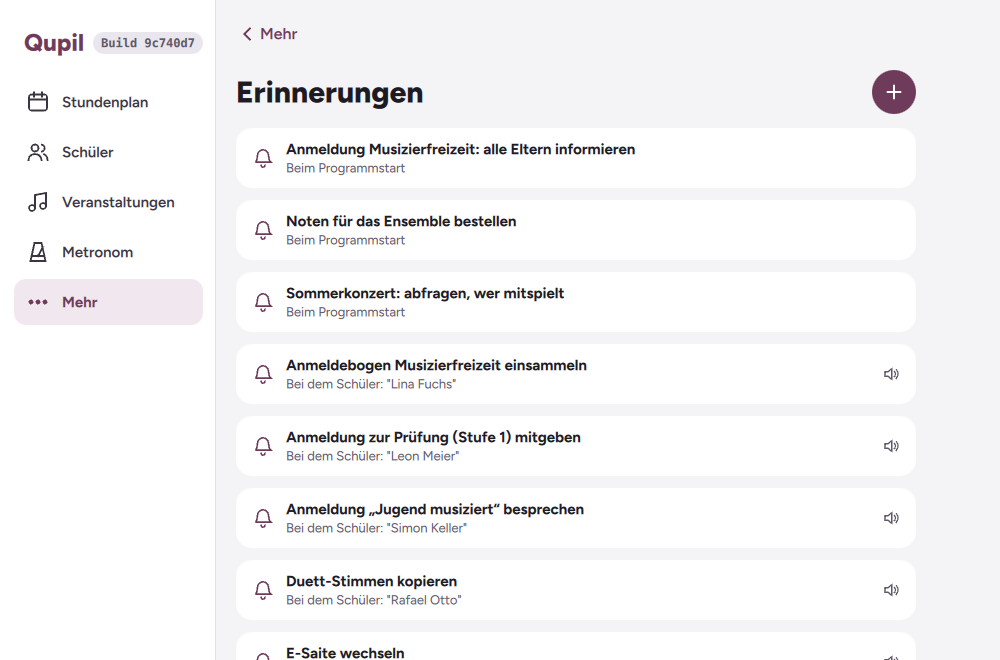 Qupil
Build 9c740d7
Stundenplan
Schüler
Veranstaltungen
Metronom
Mehr
Mehr
Erinnerungen
Anmeldung Musizierfreizeit: alle Eltern informieren
Beim Programmstart
Noten für das Ensemble bestellen
Beim Programmstart
Sommerkonzert: abfragen, wer mitspielt
Beim Programmstart
Anmeldebogen Musizierfreizeit einsammeln
Bei dem Schüler: "Lina Fuchs"
Anmeldung zur Prüfung (Stufe 1) mitgeben
Bei dem Schüler: "Leon Meier"
Anmeldung „Jugend musiziert“ besprechen
Bei dem Schüler: "Simon Keller"
Duett-Stimmen kopieren
Bei dem Schüler: "Rafael Otto"
E-Saite wechseln